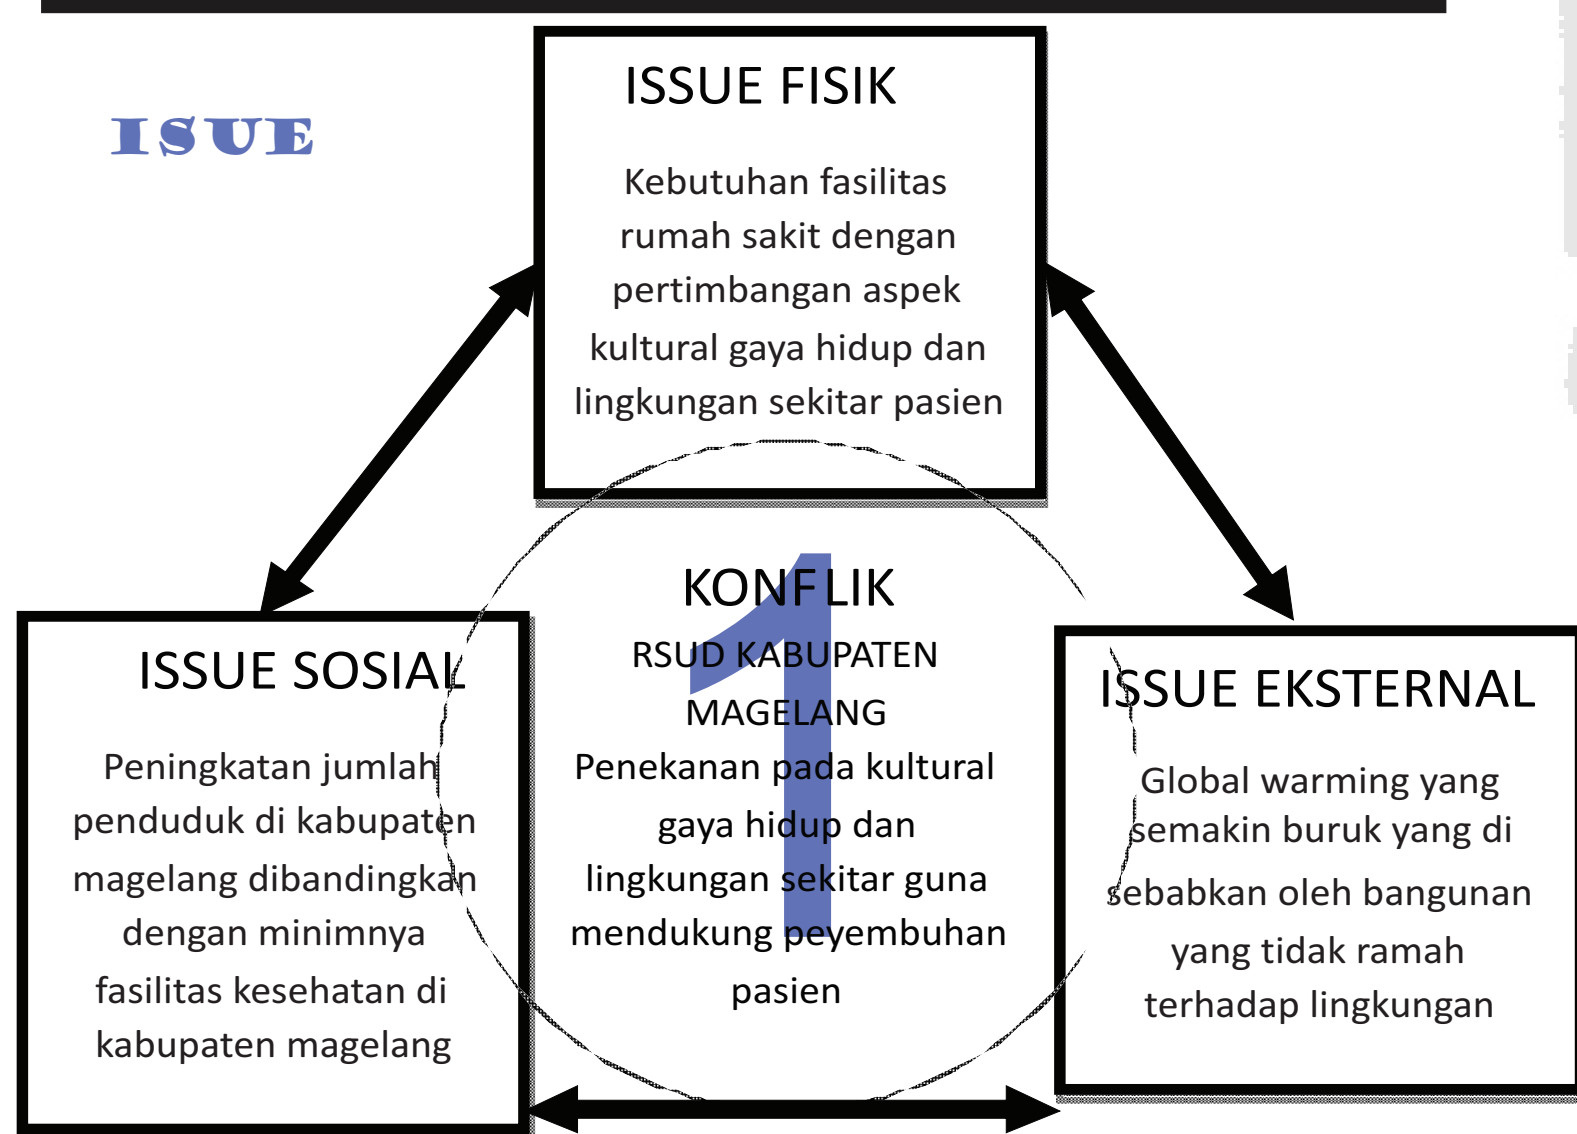 ISUE
ISSUE FISIK
Kebutuhan fasilitas
rumah sakit dengan
pertimbangan aspek
kultural gaya hidup dan
lingkungan sekitar pasien
ISSUE SOSIAL
Peningkatan jumlah
penduduk di kabupaten
magelang dibandingkan
dengan minimnya
fasilitas kesehatan di
kabupaten magelang
1
KONFLIK
RSUD KABUPATEN
MAGELANG
Penekanan pada kultural
gaya hidup dan
lingkungan sekitar guna
mendukung peyembuhan
pasien
ISSUE EKSTERNAL
Global warming yang
semakin buruk yang di
sebabkan oleh bangunan
yang tidak ramah
terhadap lingkungan